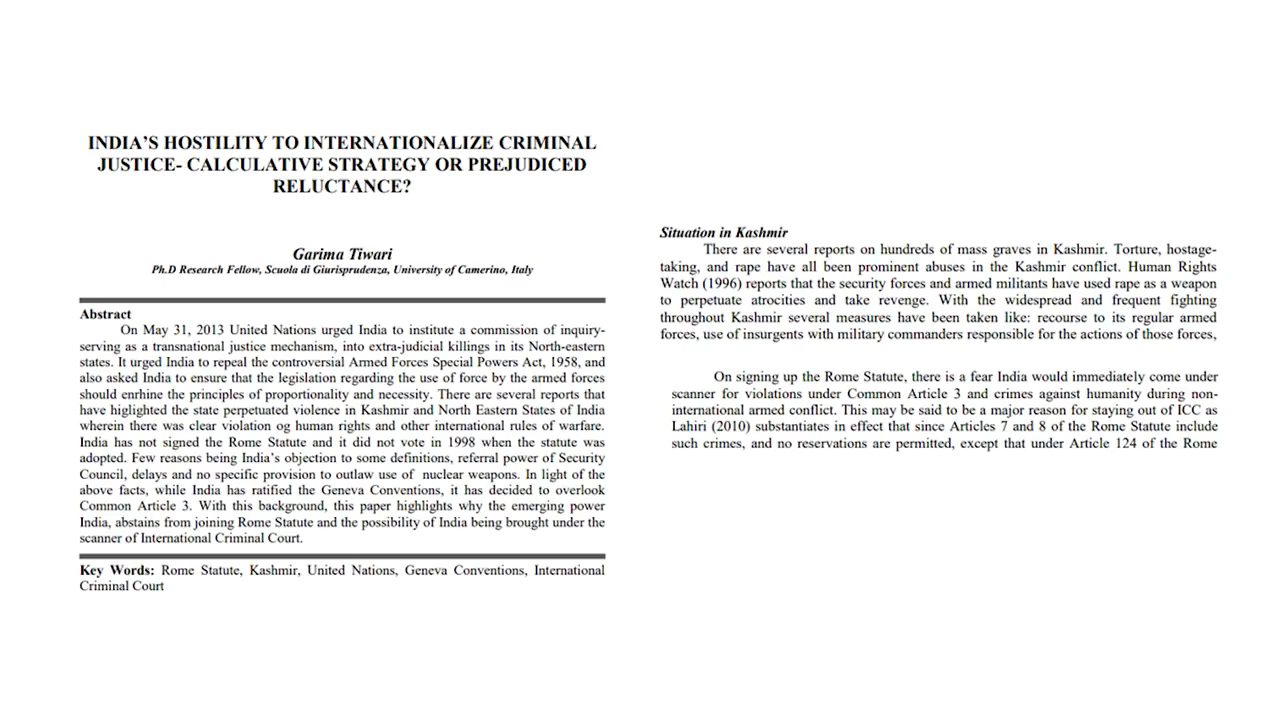 INDIA'S HOSTILITY TO INTERNATIONALIZE CRIMINAL
JUSTICE- CALCULATIVE STRATEGY OR PREJUDICED
RELUCTANCE?
Garima Tiwari
Ph.D Research Fellow, Scuola di Giurisprudenza, University of Camerino, Italy
Abstract
On May 31, 2013 United Nations urged India to institute a commission of inquiry-
serving as a transnational justice mechanism, into extra-judicial killings in its North-eastern
states. It urged India to repeal the controversial Armed Forces Special Powers Act, 1958, and
also asked India to ensure that the legislation regarding the use of force by the armed forces
should enrhine the principles of proportionality and necessity. There are several reports that
have higlighted the state perpetuated violence in Kashmir and North Eastern States of India
wherein there was clear violation og human rights and other international rules of warfare.
India has not signed the Rome Statute and it did not vote in 1998 when the statute was
adopted. Few reasons being India's objection to some definitions, referral power of Security
Council, delays and no specific provision to outlaw use of nuclear weapons. In light of the
above facts, while India has ratified the Geneva Conventions, it has decided to overlook
Common Article 3. With this background, this paper highlights why the emerging power
India, abstains from joining Rome Statute and the possibility of India being brought under the
scanner of International Criminal Court.
Key Words: Rome Statute, Kashmir, United Nations, Geneva Conventions, International
Criminal Court
Situation in Kashmir
There are several reports on hundreds of mass graves in Kashmir. Torture, hostage-
taking, and rape have all been prominent abuses in the Kashmir conflict. Human Rights
Watch (1996) reports that the security forces and armed militants have used rape as a weapon
to perpetuate atrocities and take revenge. With the widespread and frequent fighting
throughout Kashmir several measures have been taken like: recourse to its regular armed
forces, use of insurgents with military commanders responsible for the actions of those forces,
On signing up the Rome Statute, there is a fear India would immediately come under
scanner for violations under Common Article 3 and crimes against humanity during non-
international armed conflict. This may be said to be a major reason for staying out of ICC as
Lahiri (2010) substantiates in effect that since Articles 7 and 8 of the Rome Statute include
such crimes, and no reservations are permitted, except that under Article 124 of the Rome